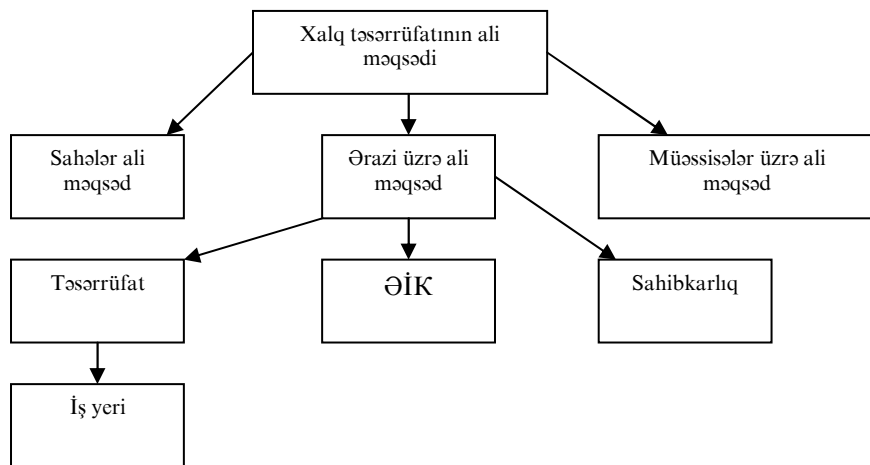 Xalq təsərrüfatının ali
məqsədi
Sahələr ali
məqsəd
Ərazi üzrə ali
məqsəd
Müəssisələr üzrə ali
məqsəd
Təsərrüfat
ƏİK
Sahibkarlıq
İş yeri